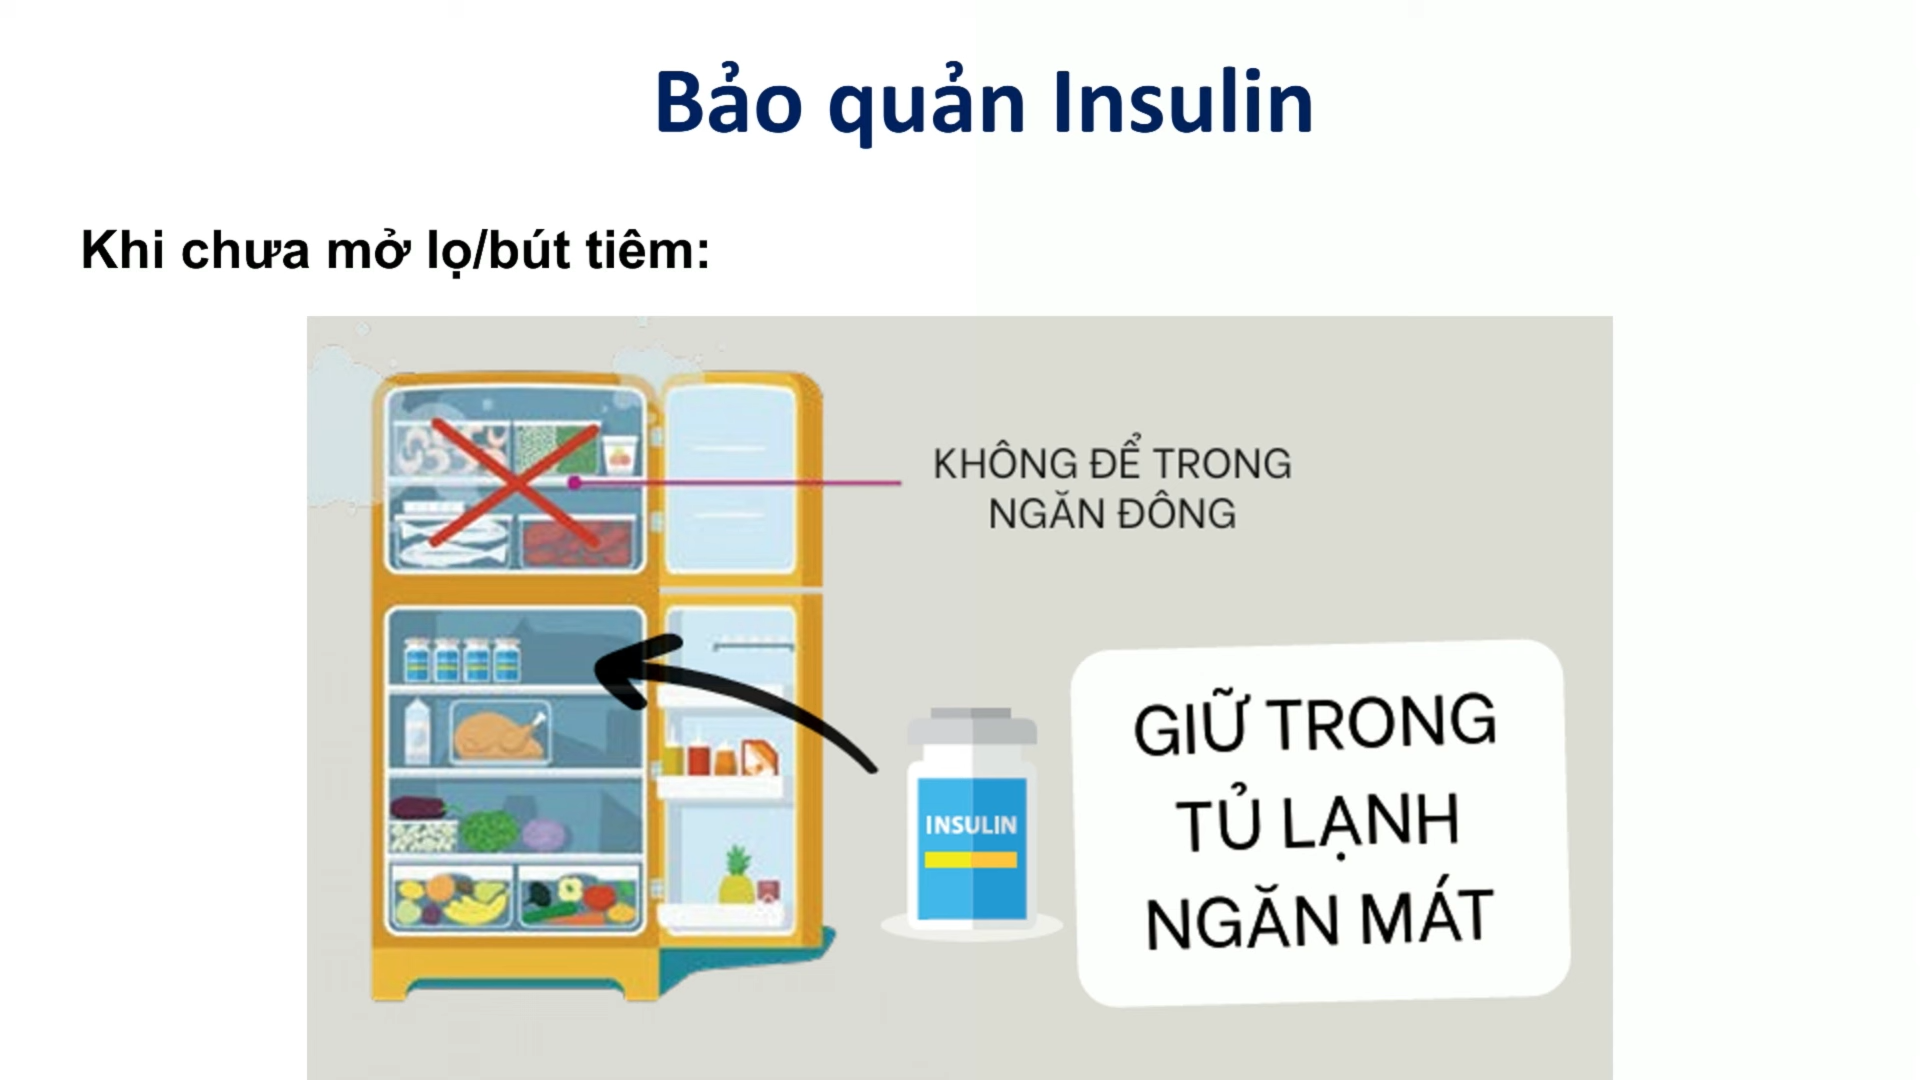 Bảo quản Insulin
Khi chưa mở lọ/bút tiêm:
KHÔNG ĐỂ TRONG
NGĂN ĐÔNG
INSULIN
GIỮ TRONG
TỦ LẠNH
NGĂN MÁT